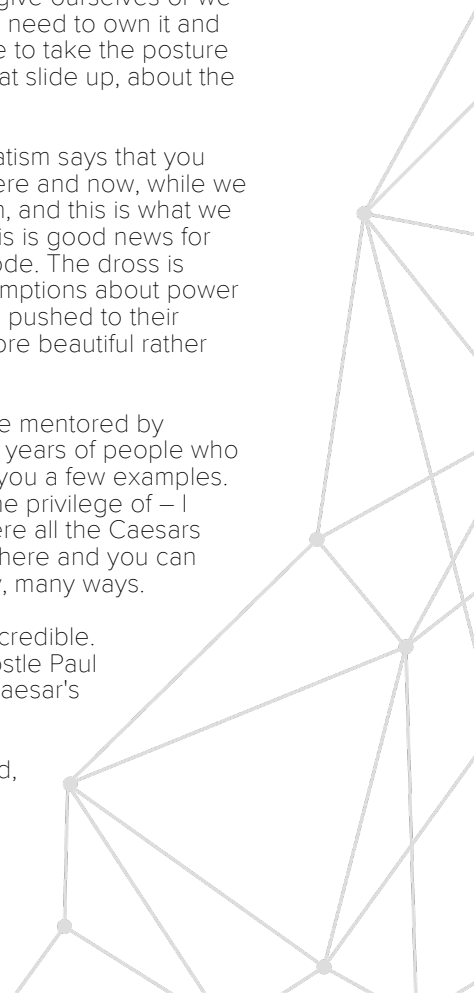 give ourselves or we
need to own it and
e to take the posture
at slide up, about the
atism says that you
ere and now, while we
n, and this is what we
is is good news for
ode. The dross is
mptions about power
pushed to their
ore beautiful rather
e mentored by
years of people who
you a few examples.
he privilege of – I
ere all the Caesars
here and you can
, many ways.
credible.
ostle Paul
aesar's
d,